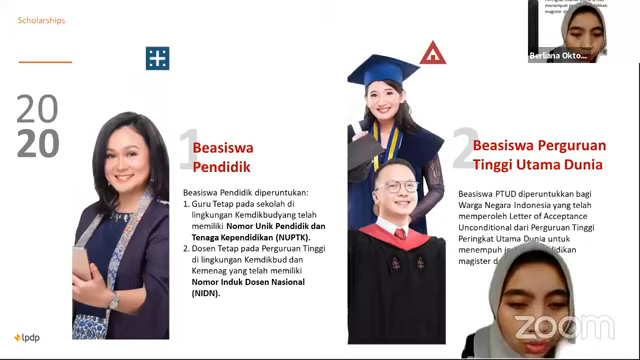 Scholarships
menempuh
magister
Berliana Okto...
20
20
1
Beasiswa
Pendidik
Beasiswa Pendidik diperuntukan:
1. Guru Tetap pada sekolah di
lingkungan Kemdikbudyang telah
memiliki Nomor Unik Pendidik dan
Tenaga Kependidikan (NUPTK).
2. Dosen Tetap pada Perguruan Tinggi
di lingkungan Kemdikbud dan
Kemenag yang telah memiliki
Nomor Induk Dosen Nasional
(NIDN).
2
Beasiswa Perguruan
Tinggi Utama Dunia
Beasiswa PTUD diperuntukkan bagi
Warga Negara Indonesia yang telah
memperoleh Letter of Acceptance
Unconditional dari Perguruan Tinggi
Peringkat Utama Dunia untuk
menempuh
magister
lpdp
zoom